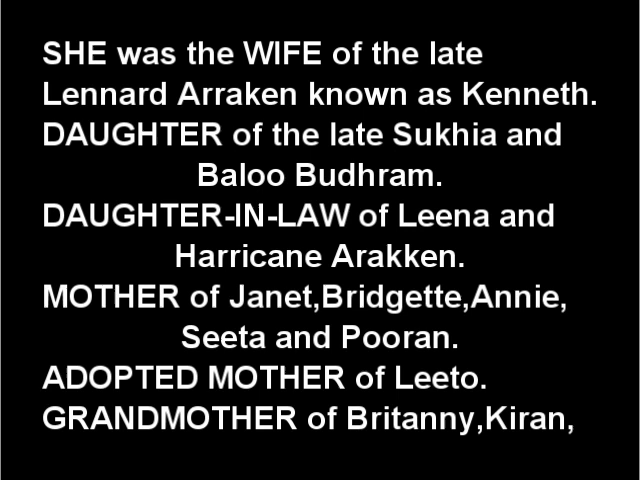 SHE was the WIFE of the late
Lennard Arraken known as Kenneth.
DAUGHTER of the late Sukhia and
Baloo Budhram.
DAUGHTER-IN-LAW of Leena and
Harricane Arakken.
MOTHER of Janet,Bridgette,Annie,
Seeta and Pooran.
ADOPTED MOTHER of Leeto.
GRANDMOTHER of Britanny,Kiran,